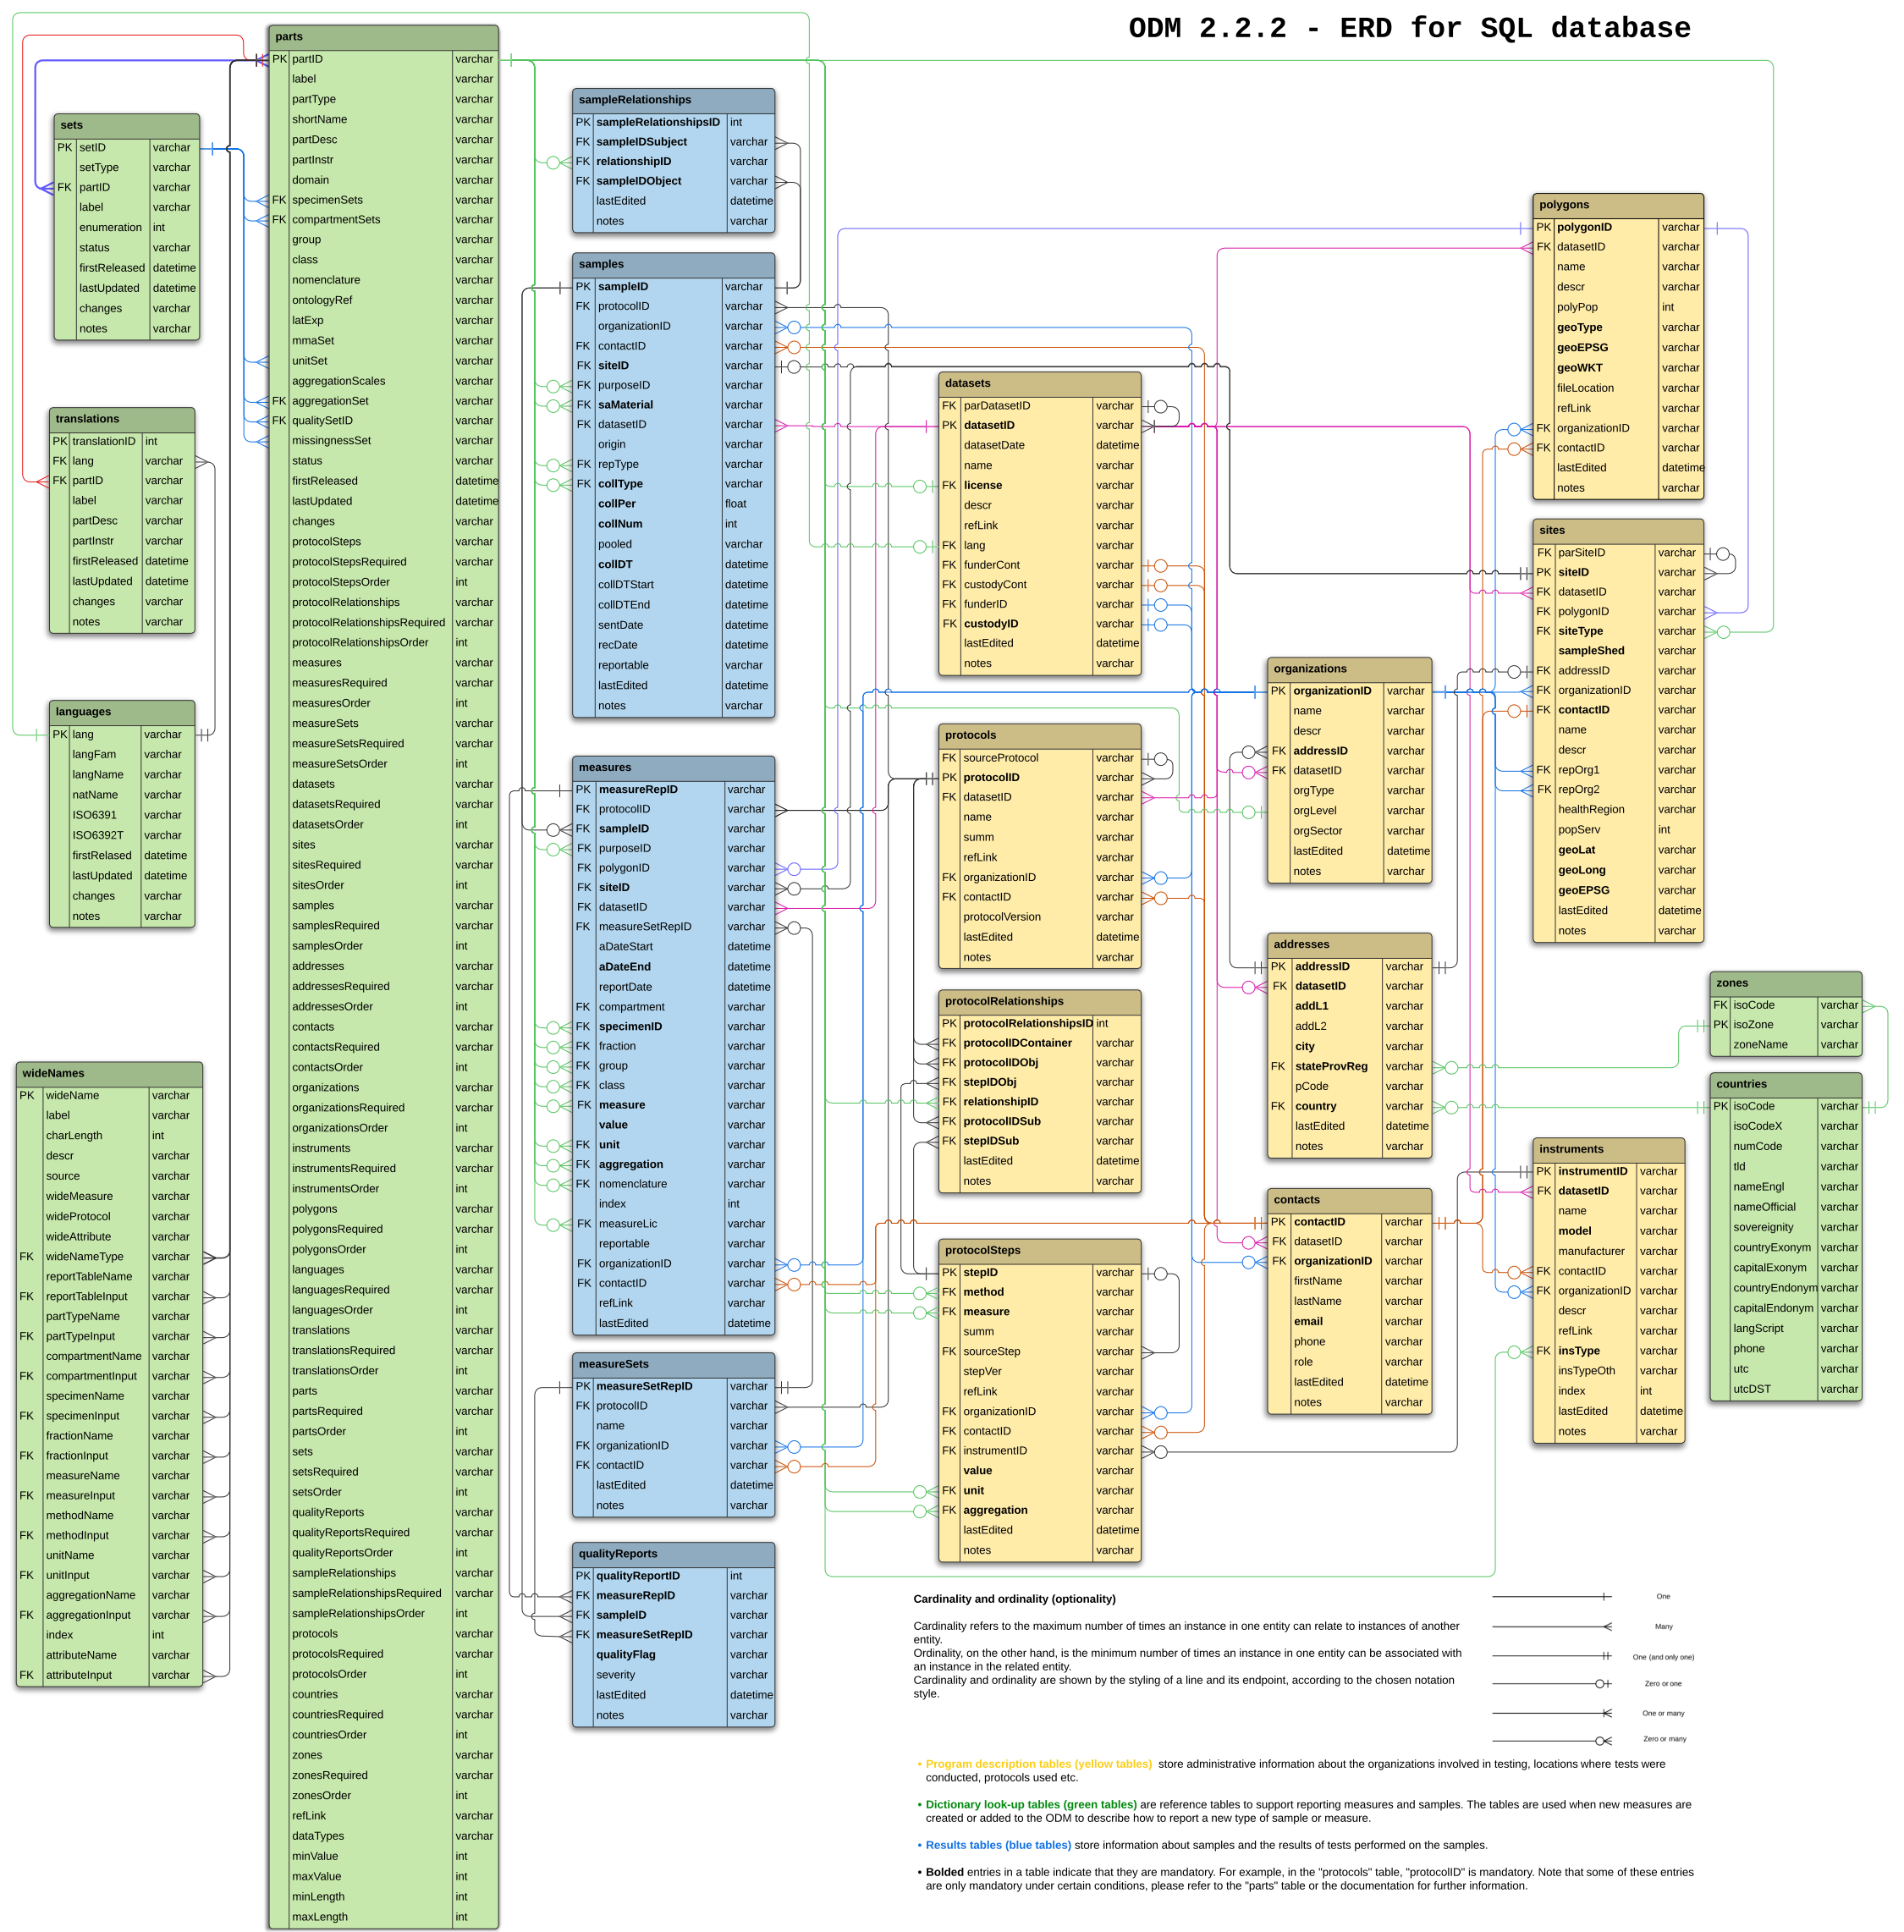 ODM 2.2.2 - ERD for SQL database
parts
PK partID varchar
label varchar
partType varchar
shortName varchar
partDesc varchar
partInstr varchar
domain varchar
FK specimenSets varchar
FK compartmentSets varchar
group varchar
class varchar
nomenclature varchar
ontologyRef varchar
latExp varchar
mmaSet varchar
unitSet varchar
aggregationScales varchar
FK aggregationSet varchar
FK qualitySetID varchar
missingnessSet varchar
status varchar
firstReleased datetime
lastUpdated datetime
changes varchar
protocolSteps varchar
protocolStepsRequired varchar
protocolStepsOrder int
protocolRelationships varchar
protocolRelationshipsRequired varchar
protocolRelationshipsOrder int
measures varchar
measuresRequired varchar
measuresOrder int
measureSets varchar
measureSetsRequired varchar
measureSetsOrder int
datasets varchar
datasetsRequired varchar
datasetsOrder int
sites varchar
sitesRequired varchar
sitesOrder int
samples varchar
samplesRequired varchar
samplesOrder int
addresses varchar
addressesRequired varchar
addressesOrder int
contacts varchar
contactsRequired varchar
contactsOrder int
organizations varchar
organizationsRequired varchar
organizationsOrder int
instruments varchar
instrumentsRequired varchar
instrumentsOrder int
polygons varchar
polygonsRequired varchar
polygonsOrder int
languages varchar
languagesRequired varchar
languagesOrder int
translations varchar
translationsRequired varchar
translationsOrder int
parts varchar
partsRequired varchar
partsOrder int
sets varchar
setsRequired varchar
setsOrder int
qualityReports varchar
qualityReportsRequired varchar
qualityReportsOrder int
sampleRelationships varchar
sampleRelationshipsRequired varchar
sampleRelationshipsOrder int
protocols varchar
protocolsRequired varchar
protocolsOrder int
countries varchar
countriesRequired varchar
countriesOrder int
zones varchar
zonesRequired varchar
zonesOrder int
refLink varchar
dataTypes varchar
minValue int
maxValue int
minLength int
maxLength int
sets
PK setID varchar
setType varchar
FK partID varchar
label varchar
enumeration int
status varchar
firstReleased datetime
lastUpdated datetime
changes varchar
notes varchar
translations
PK translationID int
FK lang varchar
FK partID varchar
label varchar
partDesc varchar
partInstr varchar
firstReleased datetime
lastUpdated datetime
changes varchar
notes varchar
languages
PK lang varchar
langFam varchar
langName varchar
natName varchar
ISO6391 varchar
ISO6392T varchar
firstRelased datetime
lastUpdated datetime
changes varchar
notes varchar
wideNames
PK wideName varchar
label varchar
charLength int
descr varchar
source varchar
wideMeasure varchar
wideProtocol varchar
wideAttribute varchar
FK wideNameType varchar
reportTableName varchar
FK reportTableInput varchar
partTypeName varchar
FK partTypeInput varchar
compartmentName varchar
FK compartmentInput varchar
specimenName varchar
FK specimenInput varchar
fractionName varchar
FK fractionInput varchar
measureName varchar
FK measureInput varchar
methodName varchar
FK methodInput varchar
unitName varchar
FK unitInput varchar
aggregationName varchar
FK aggregationInput varchar
index int
attributeName varchar
FK attributeInput varchar
sampleRelationships
PK sampleRelationshipsID int
FK sampleIDSubject varchar
FK relationshipID varchar
FK sampleIDObject varchar
lastEdited datetime
notes varchar
samples
PK sampleID varchar
FK protocolID varchar
organizationID varchar
FK contactID varchar
FK siteID varchar
FK purposeID varchar
FK saMaterial varchar
FK datasetID varchar
origin varchar
FK repType varchar
FK collType varchar
collPer float
collNum int
pooled varchar
collDT datetime
collDTStart datetime
collDTEnd datetime
sentDate datetime
recDate datetime
reportable varchar
lastEdited datetime
notes varchar
measures
PK measureRepID varchar
FK protocolID varchar
FK sampleID varchar
FK purposeID varchar
FK polygonID varchar
FK siteID varchar
FK datasetID varchar
FK measureSetRepID varchar
aDateStart datetime
aDateEnd datetime
reportDate datetime
FK compartment varchar
FK specimenID varchar
FK fraction varchar
FK group varchar
FK class varchar
FK measure varchar
value varchar
FK unit varchar
FK aggregation varchar
FK nomenclature varchar
index int
FK measureLic varchar
reportable varchar
FK organizationID varchar
FK contactID varchar
refLink varchar
lastEdited datetime
measureSets
PK measureSetRepID varchar
FK protocolID varchar
name varchar
FK organizationID varchar
FK contactID varchar
lastEdited datetime
notes varchar
qualityReports
PK qualityReportID int
FK measureRepID varchar
FK sampleID varchar
FK measureSetRepID varchar
qualityFlag varchar
severity varchar
lastEdited datetime
notes varchar
datasets
FK parDatasetID varchar
PK datasetID varchar
datasetDate datetime
name varchar
FK license varchar
descr varchar
refLink varchar
FK lang varchar
FK funderCont varchar
FK custodyCont varchar
FK funderID varchar
FK custodyID varchar
lastEdited datetime
notes varchar
protocols
FK sourceProtocol varchar
PK protocolID varchar
FK datasetID varchar
name varchar
summ varchar
refLink varchar
FK organizationID varchar
FK contactID varchar
protocolVersion varchar
lastEdited datetime
notes varchar
protocolRelationships
PK protocolRelationshipsID int
FK protocolIDContainer varchar
FK protocolIDObj varchar
FK stepIDObj varchar
FK relationshipID varchar
FK protocolIDSub varchar
FK stepIDSub varchar
lastEdited datetime
notes varchar
protocolSteps
PK stepID varchar
FK method varchar
FK measure varchar
summ varchar
FK sourceStep varchar
stepVer varchar
refLink varchar
FK organizationID varchar
FK contactID varchar
FK instrumentID varchar
value varchar
FK unit varchar
FK aggregation varchar
lastEdited datetime
notes varchar
organizations
PK organizationID varchar
name varchar
descr varchar
FK addressID varchar
FK datasetID varchar
orgType varchar
orgLevel varchar
orgSector varchar
lastEdited datetime
notes varchar
addresses
PK addressID varchar
FK datasetID varchar
addL1 varchar
addL2 varchar
city varchar
FK stateProvReg varchar
pCode varchar
FK country varchar
lastEdited datetime
notes varchar
contacts
PK contactID varchar
FK datasetID varchar
FK organizationID varchar
firstName varchar
lastName varchar
email varchar
phone varchar
role varchar
lastEdited datetime
notes varchar
polygons
PK polygonID varchar
FK datasetID varchar
name varchar
descr varchar
polyPop int
geoType varchar
geoEPSG varchar
geoWKT varchar
fileLocation varchar
refLink varchar
FK organizationID varchar
FK contactID varchar
lastEdited datetime
notes varchar
sites
FK parSiteID varchar
PK siteID varchar
FK datasetID varchar
FK polygonID varchar
FK siteType varchar
sampleShed varchar
FK addressID varchar
FK organizationID varchar
FK contactID varchar
name varchar
descr varchar
FK repOrg1 varchar
FK repOrg2 varchar
healthRegion varchar
popServ int
geoLat varchar
geoLong varchar
geoEPSG varchar
lastEdited datetime
notes varchar
instruments
PK instrumentID varchar
FK datasetID varchar
name varchar
model varchar
manufacturer varchar
FK contactID varchar
FK organizationID varchar
descr varchar
refLink varchar
FK insType varchar
insTypeOth varchar
index int
lastEdited datetime
notes varchar
zones
FK isoCode varchar
PK isoZone varchar
zoneName varchar
countries
PK isoCode varchar
isoCodeX varchar
numCode varchar
tld varchar
nameEngl varchar
nameOfficial varchar
sovereignity varchar
countryExonym varchar
capitalExonym varchar
countryEndonym varchar
capitalEndonym varchar
langScript varchar
phone varchar
utc varchar
utcDST varchar
Cardinality and ordinality (optionality)
Cardinality refers to the maximum number of times an instance in one entity can relate to instances of another
entity.
Ordinality, on the other hand, is the minimum number of times an instance in one entity can be associated with
an instance in the related entity.
Cardinality and ordinality are shown by the styling of a line and its endpoint, according to the chosen notation
style.
One
Many
One (and only one)
Zero or one
One or many
Zero or many
• Program description tables (yellow tables) store administrative information about the organizations involved in testing, locations where tests were
conducted, protocols used etc.
• Dictionary look-up tables (green tables) are reference tables to support reporting measures and samples. The tables are used when new measures are
created or added to the ODM to describe how to report a new type of sample or measure.
• Results tables (blue tables) store information about samples and the results of tests performed on the samples.
• Bolded entries in a table indicate that they are mandatory. For example, in the "protocols" table, "protocolID" is mandatory. Note that some of these entries
are only mandatory under certain conditions, please refer to the "parts" table or the documentation for further information.